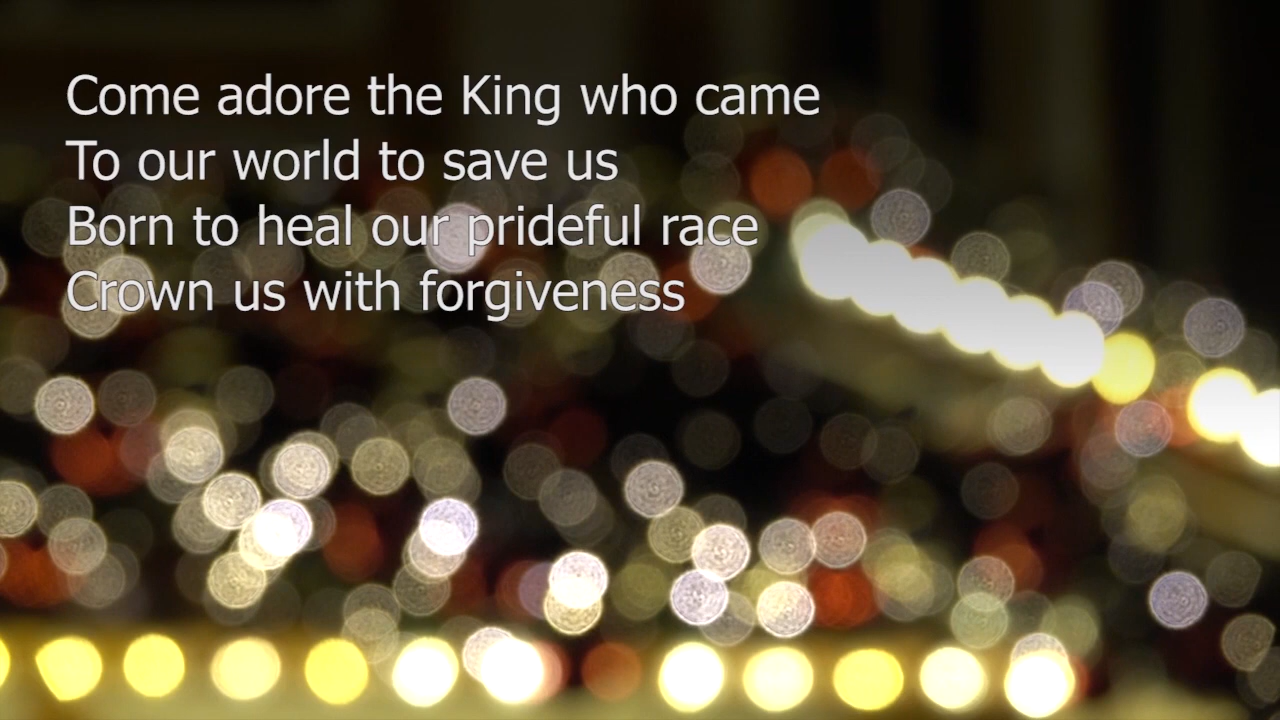 Come adore the King who came
To our world to save us
Born to heal our prideful race
Crown us with forgiveness